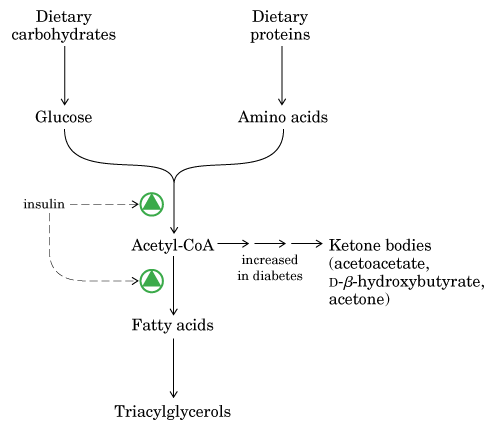 Dietary
carbohydrates
Dietary
proteins
Glucose
Amino acids
insulin
Acetyl-CoA
increased
in diabetes
Ketone bodies
(acetoacetate,
D-β-hydroxybutyrate,
acetone)
Fatty acids
Triacylglycerols